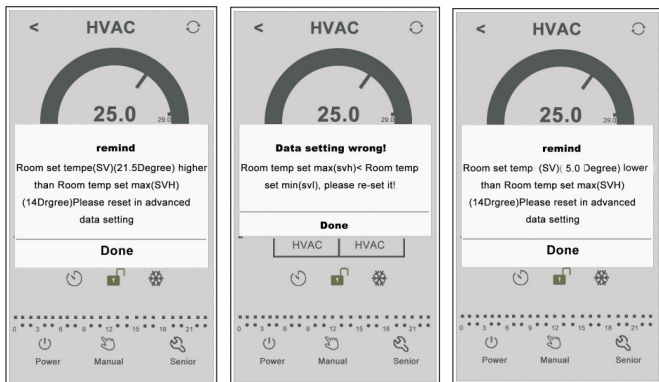 < HVAC
25.0
29.0
remind
Room set tempe(SV)(21.5Degree) higher
than Room temp set max(SVH)
(14Drgree)Please reset in advanced
data setting
Done
0 3 6 9 12 15 18 21
Power Manual Senior
< HVAC
25.0
29.0
Data setting wrong!
Room temp set max(svh)< Room temp
set min(svl), please re-set it!
Done
HVAC HVAC
0 3 6 9 12 15 18 21
Power Manual Senior
< HVAC
25.0
29.0
remind
Room set temp (SV)( 5.0 Degree) lower
than Room temp set max(SVH)
(14Drgree)Please reset in advanced
data setting
Done
0 3 6 9 12 15 18 21
Power Manual Senior